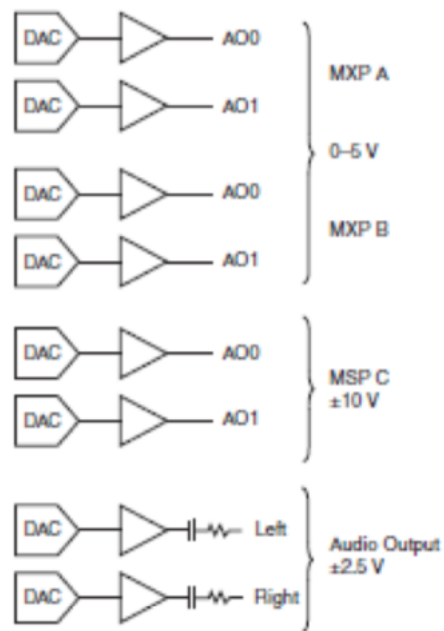 DAC AO0
DAC AO1
MXP A
0–5 V
DAC AO0
DAC AO1
MXP B
DAC AO0
DAC AO1
MSP C
±10 V
DAC Left
DAC Right
Audio Output
±2.5 V